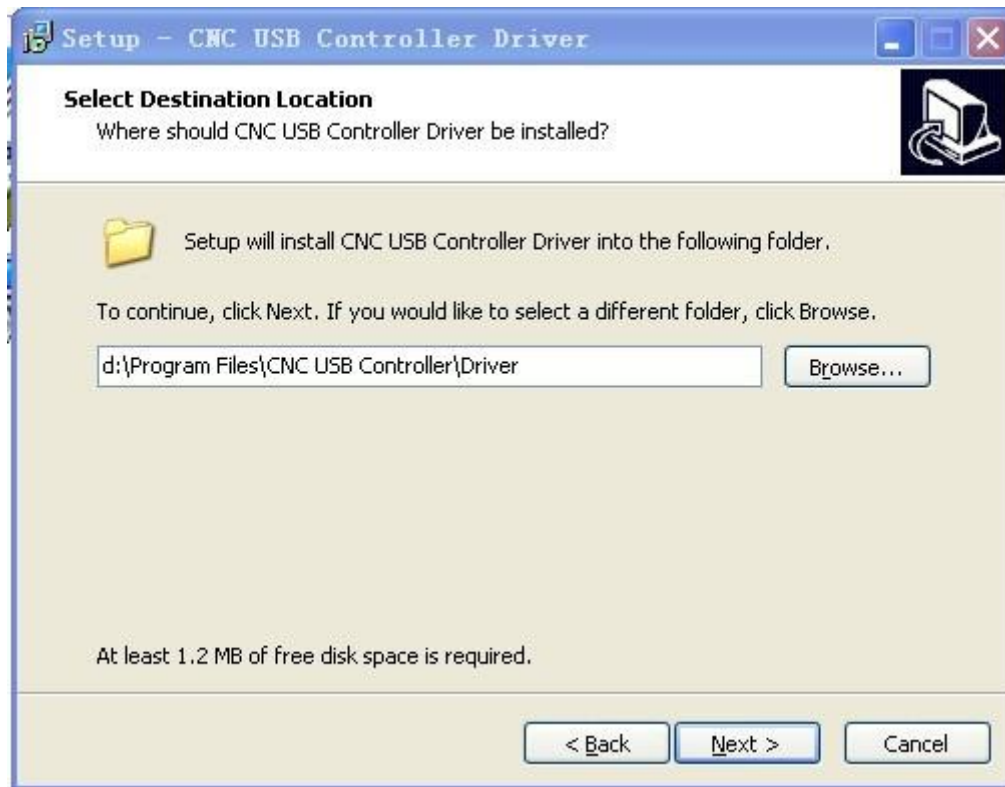 Setup - CNC USB Controller Driver
Select Destination Location
Where should CNC USB Controller Driver be installed?
Setup will install CNC USB Controller Driver into the following folder.
To continue, click Next. If you would like to select a different folder, click Browse.
d:\Program Files\CNC USB Controller\Driver
Browse...
At least 1.2 MB of free disk space is required.
< Back
Next >
Cancel